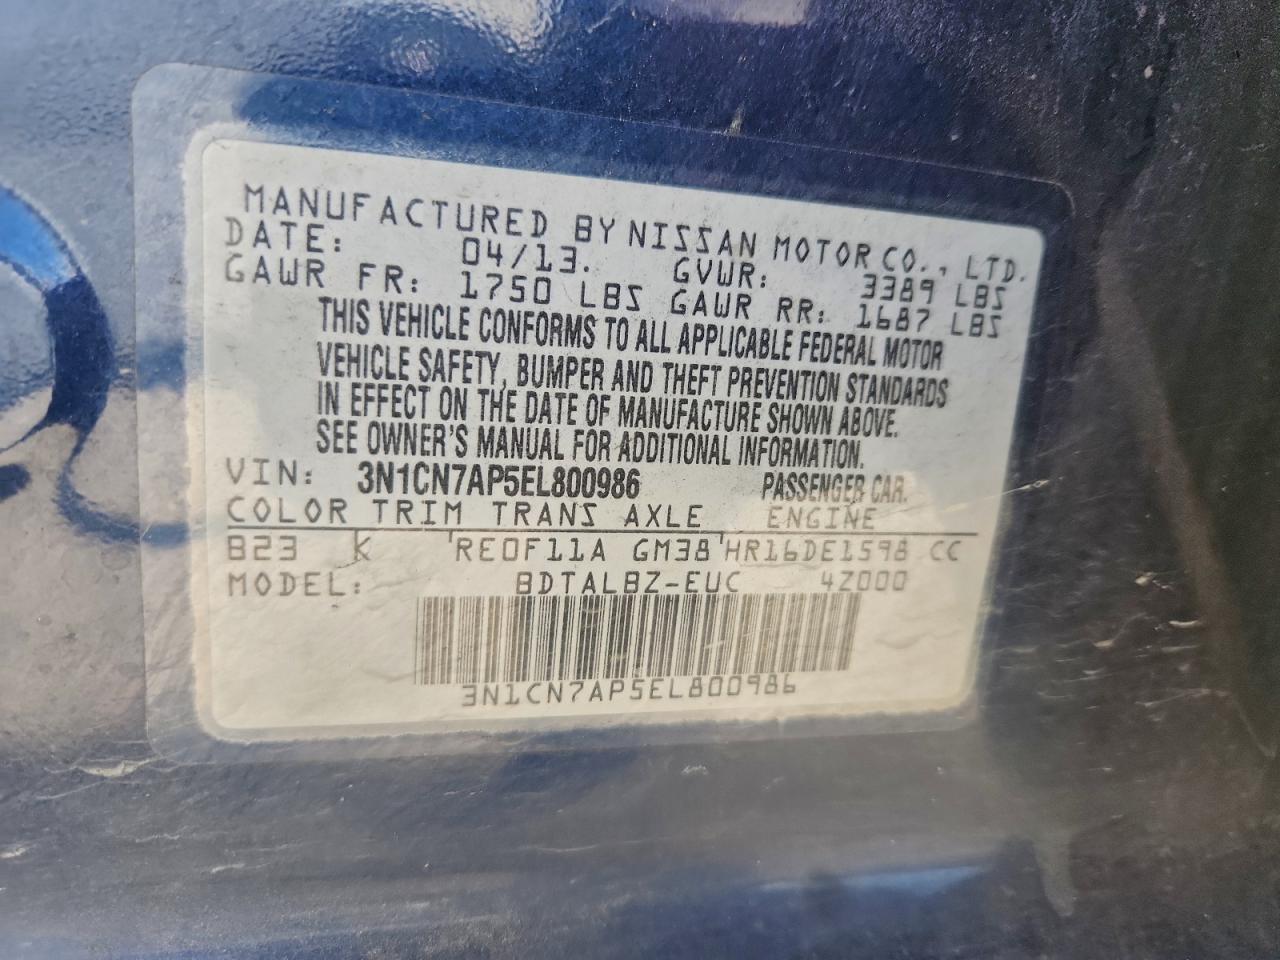 MANUFACTURED BY NISSAN MOTOR CO., LTD.
DATE: 04/13. GVWR: 3389 LBS
GAWR FR: 1750 LBS GAWR RR: 1687 LBS
THIS VEHICLE CONFORMS TO ALL APPLICABLE FEDERAL MOTOR
VEHICLE SAFETY, BUMPER AND THEFT PREVENTION STANDARDS
IN EFFECT ON THE DATE OF MANUFACTURE SHOWN ABOVE.
SEE OWNER'S MANUAL FOR ADDITIONAL INFORMATION.
VIN: 3N1CN7AP5EL800986 PASSENGER CAR.
COLOR TRIM TRANS AXLE ENGINE
B23 K RE0F11A GM38 HR16DE1598 CC
MODEL: BDTALBZ-EUC 4Z000
3N1CN7AP5EL800986